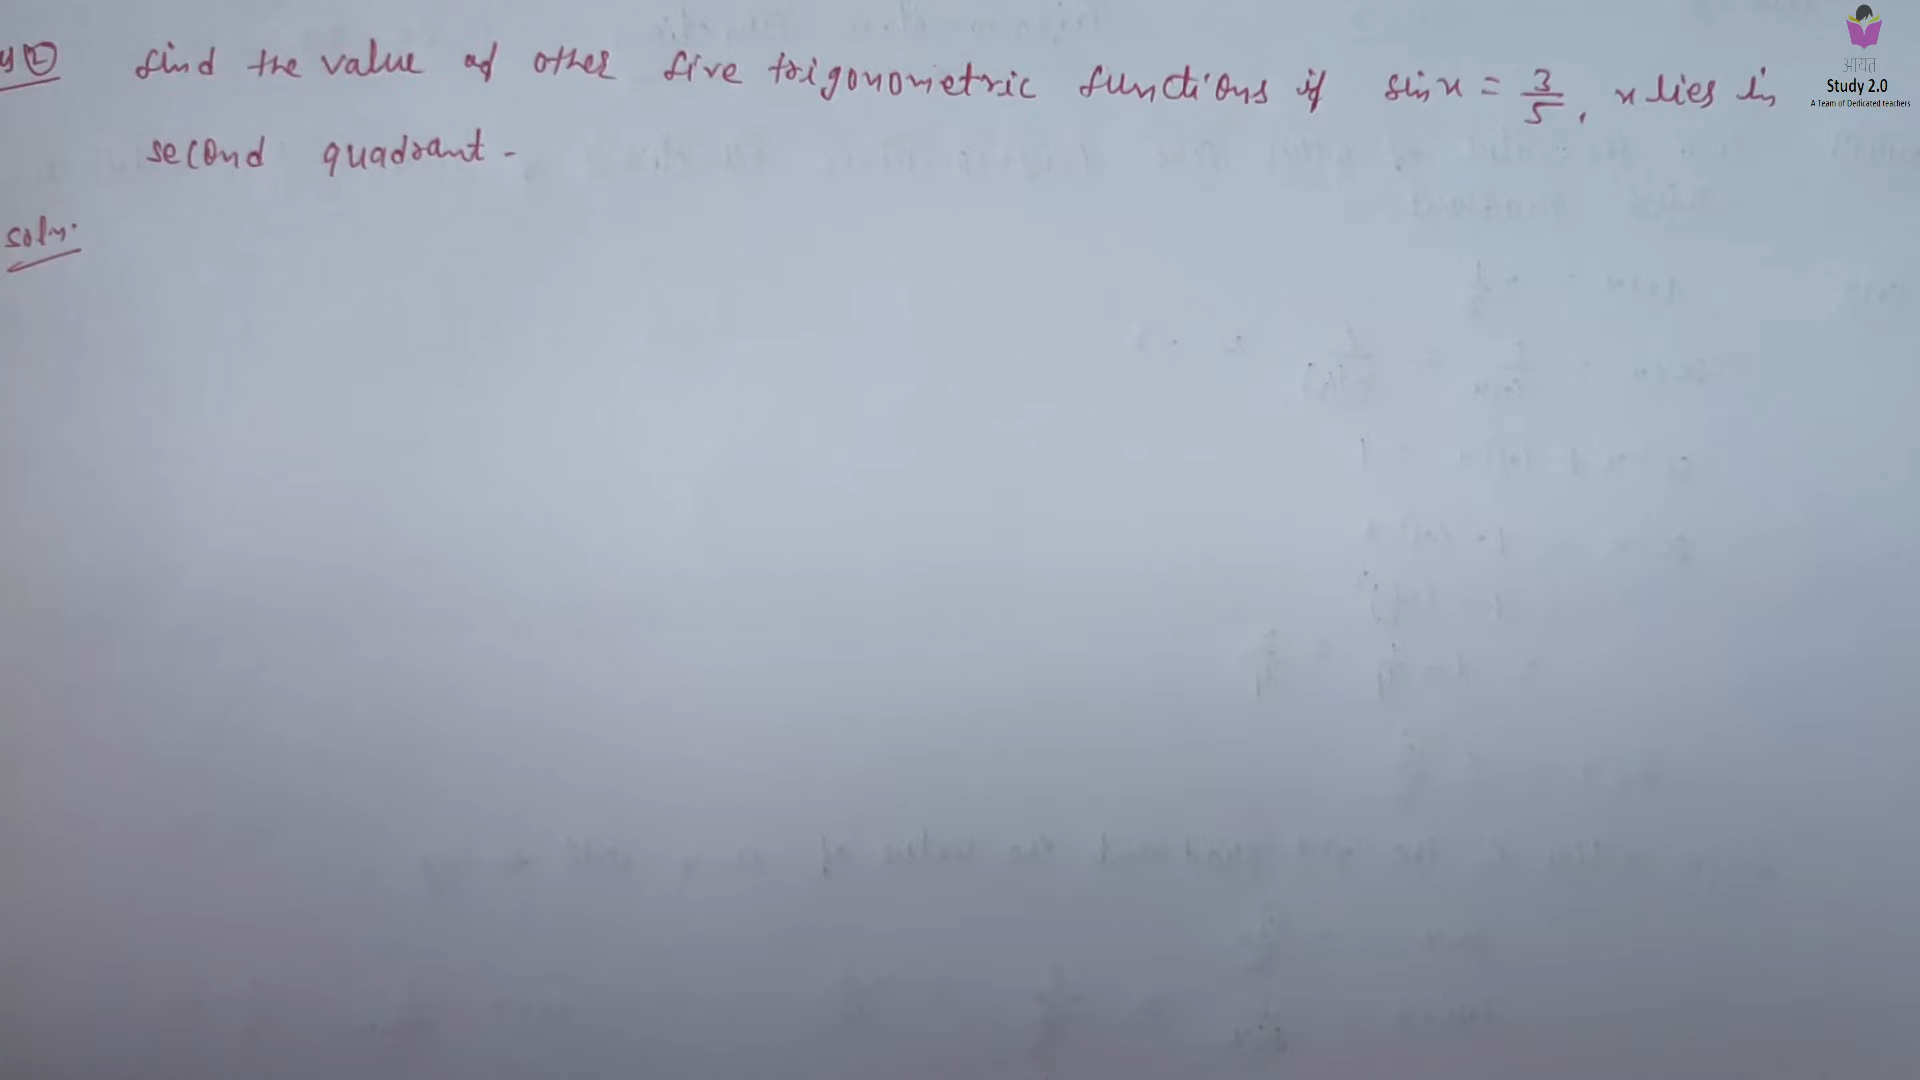 find the value of other five trigonometric functions if sin x = 3/5, x lies in
second quadrant -
soln.
आयत
Study 2.0
A Team of Dedicated teachers